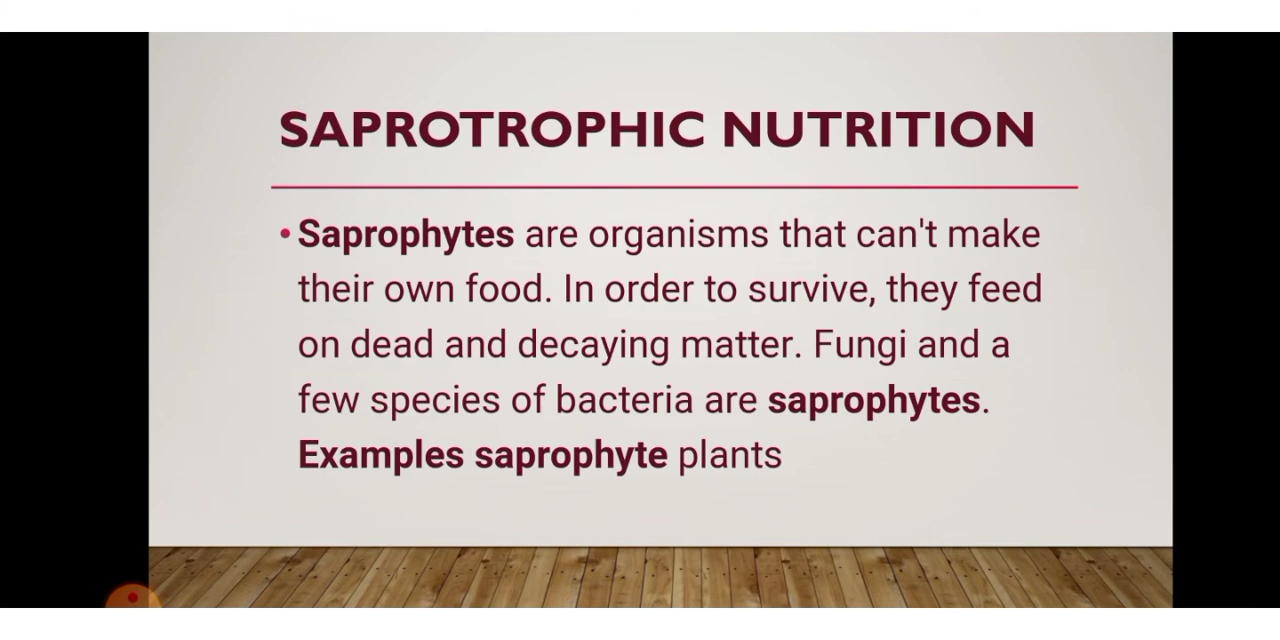 SAPROTROPHIC NUTRITION
• Saprophytes are organisms that can't make
their own food. In order to survive, they feed
on dead and decaying matter. Fungi and a
few species of bacteria are saprophytes.
Examples saprophyte plants